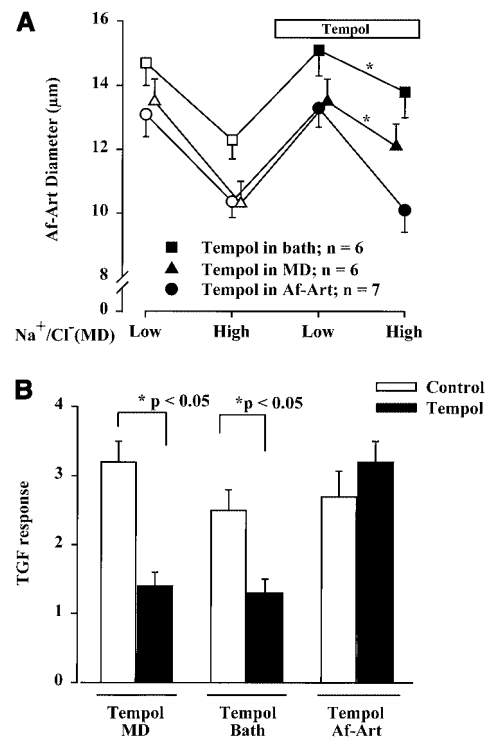 A
Tempol
Af-Art Diameter (μm)
16
14
12
10
8
0
*
*
Tempol in bath; n = 6
Tempol in MD; n = 6
Tempol in Af-Art; n = 7
Na+/Cl-(MD)
Low High Low High
B
Control
Tempol
* p < 0.05 *p < 0.05
TGF response
4
3
2
1
0
Tempol Tempol Tempol
MD Bath Af-Art